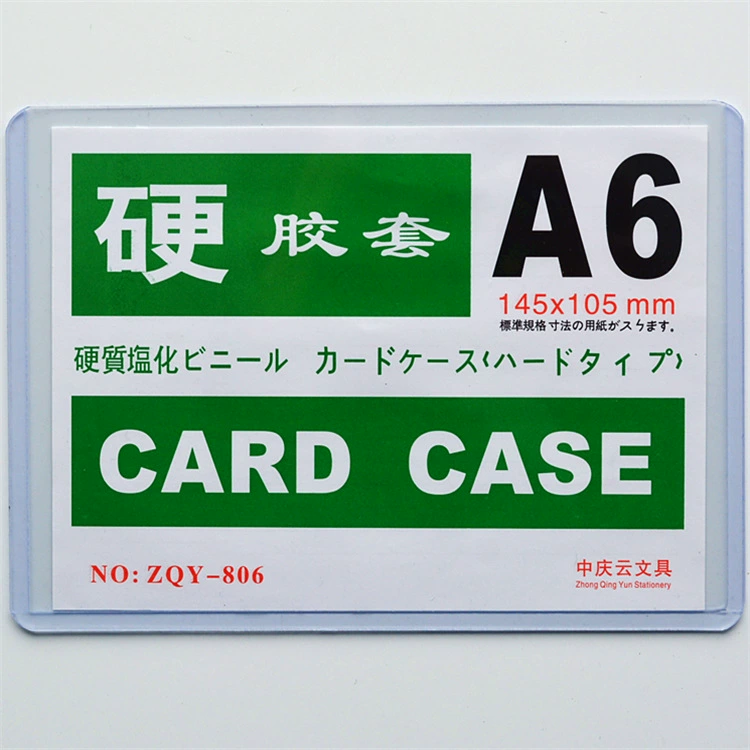 硬 胶套
A6
145x105 mm
標準規格寸法の用紙がスㄣます。
硬質塩化ビニール カードケース〈ハードタイプ〉
CARD CASE
NO: ZQY-806
中庆云文具
Zhong Qing Yun Stationery